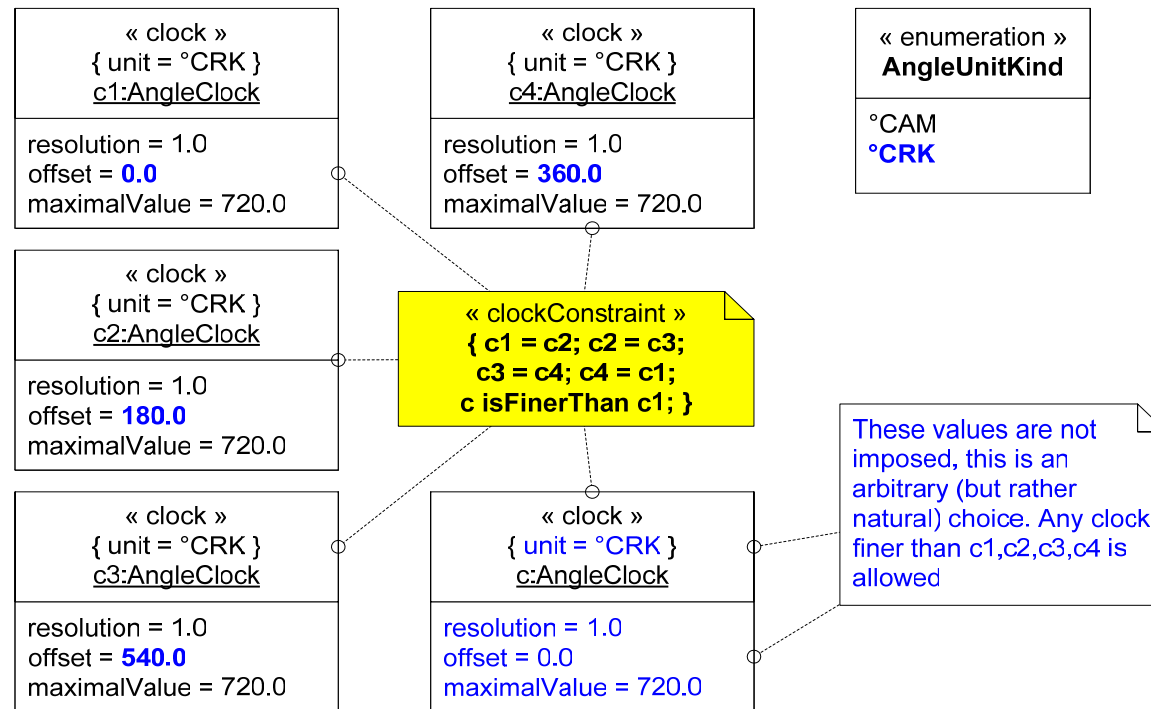 « clock »
{ unit = °CRK }
c1:AngleClock
resolution = 1.0
offset = 0.0
maximalValue = 720.0
« clock »
{ unit = °CRK }
c4:AngleClock
resolution = 1.0
offset = 360.0
maximalValue = 720.0
« enumeration »
AngleUnitKind
°CAM
°CRK
« clock »
{ unit = °CRK }
c2:AngleClock
resolution = 1.0
offset = 180.0
maximalValue = 720.0
« clockConstraint »
{ c1 = c2; c2 = c3;
c3 = c4; c4 = c1;
c isFinerThan c1; }
« clock »
{ unit = °CRK }
c3:AngleClock
resolution = 1.0
offset = 540.0
maximalValue = 720.0
« clock »
{ unit = °CRK }
c:AngleClock
resolution = 1.0
offset = 0.0
maximalValue = 720.0
These values are not
imposed, this is an
arbitrary (but rather
natural) choice. Any clock
finer than c1,c2,c3,c4 is
allowed